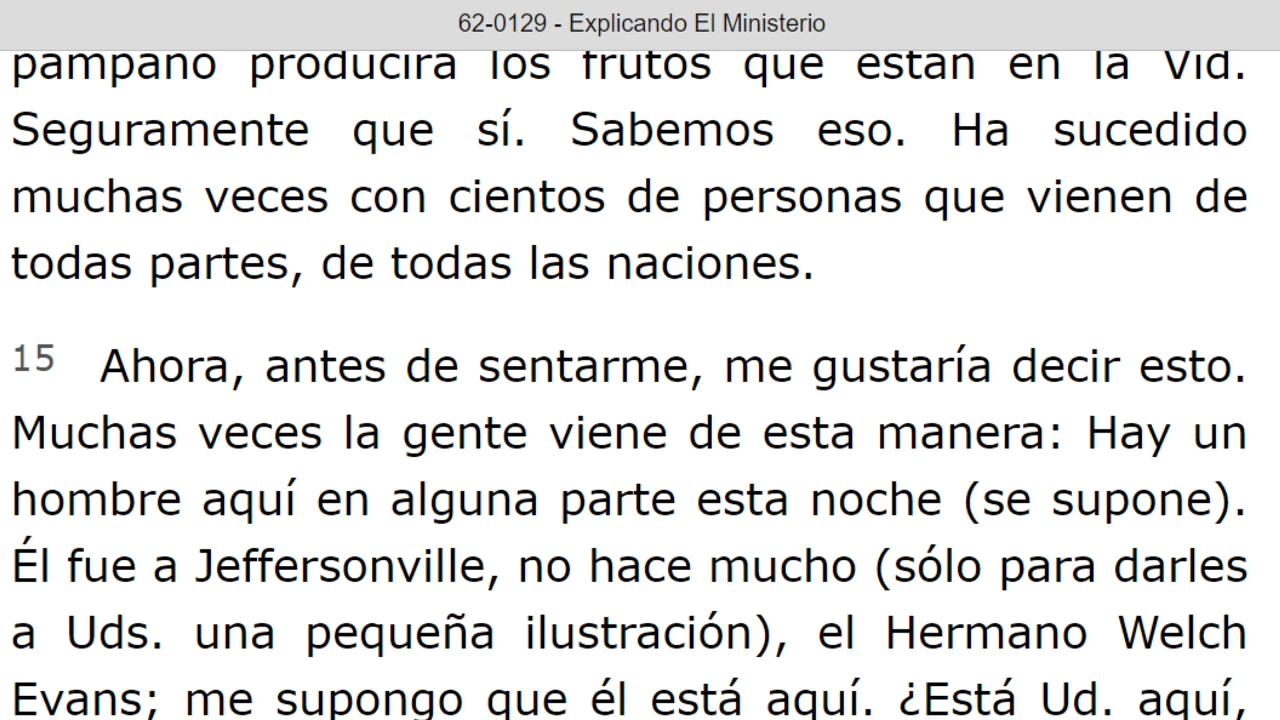 62-0129 - Explicando El Ministerio
pámpano producirá los frutos que están en la Vid.
Seguramente que sí. Sabemos eso. Ha sucedido
muchas veces con cientos de personas que vienen de
todas partes, de todas las naciones.
15 Ahora, antes de sentarme, me gustaría decir esto.
Muchas veces la gente viene de esta manera: Hay un
hombre aquí en alguna parte esta noche (se supone).
Él fue a Jeffersonville, no hace mucho (sólo para darles
a Uds. una pequeña ilustración), el Hermano Welch
Evans; me supongo que él está aquí. ¿Está Ud. aquí,